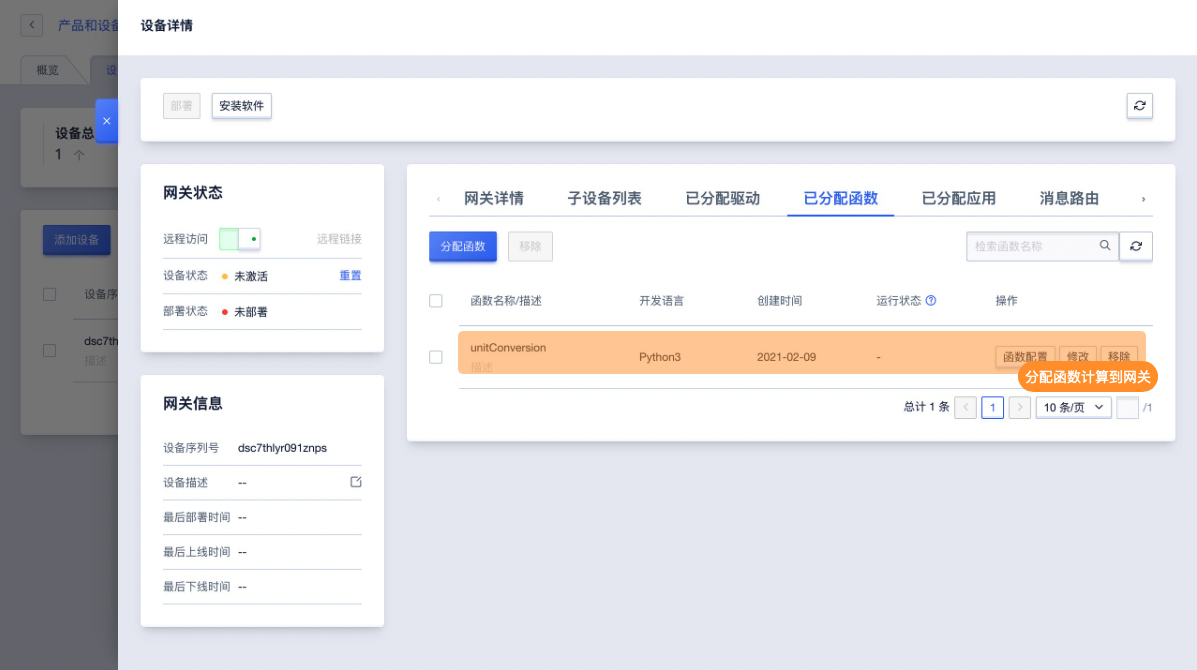 产品和设备
设备详情
概览
设
部署
安装软件
设备总
1
网关状态
远程访问
远程链接
设备状态
未激活
重置
部署状态
未部署
添加设备
设备序
dsc7th
描述
网关信息
设备序列号
dsc7thlyr091znps
设备描述
--
最后部署时间
--
最后上线时间
--
最后下线时间
--
网关详情
子设备列表
已分配驱动
已分配函数
已分配应用
消息路由
分配函数
移除
检索函数名称
函数名称/描述
开发语言
创建时间
运行状态
操作
unitConversion
描述
Python3
2021-02-09
-
函数配置
修改
移除
分配函数计算到网关
总计 1 条
1
10 条/页
/1